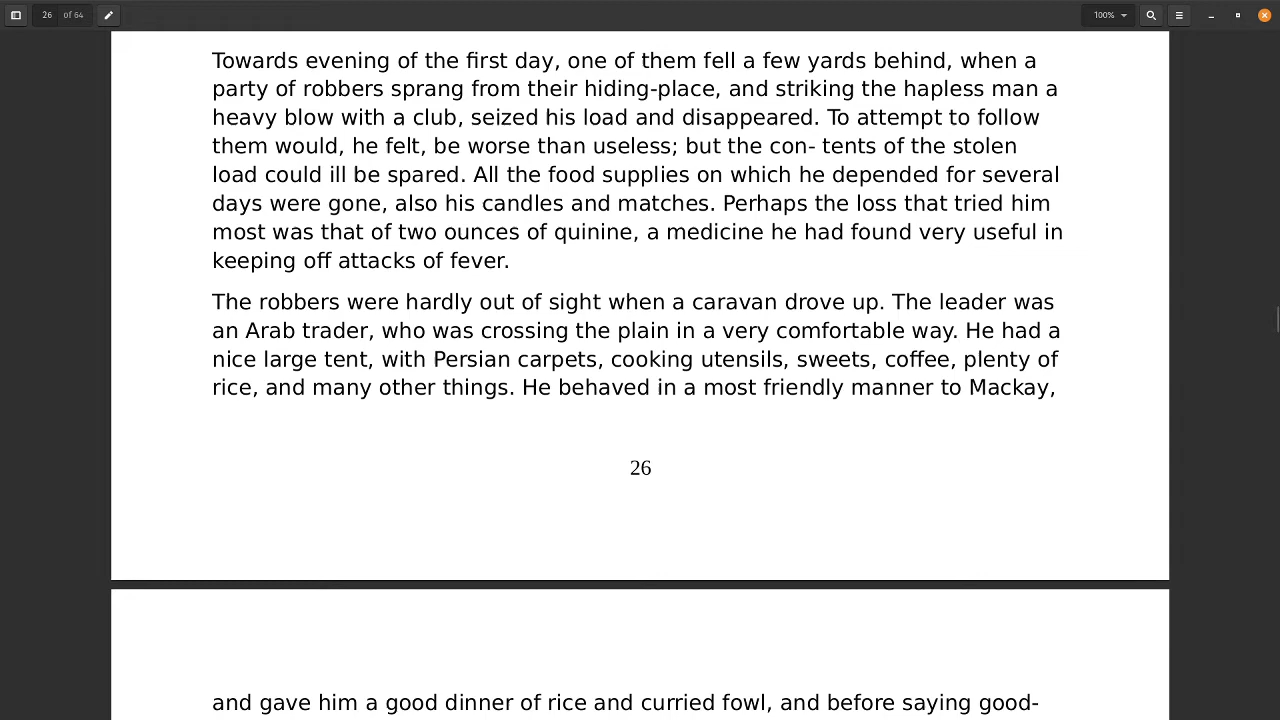 26 of 64
100%
Towards evening of the first day, one of them fell a few yards behind, when a
party of robbers sprang from their hiding-place, and striking the hapless man a
heavy blow with a club, seized his load and disappeared. To attempt to follow
them would, he felt, be worse than useless; but the con- tents of the stolen
load could ill be spared. All the food supplies on which he depended for several
days were gone, also his candles and matches. Perhaps the loss that tried him
most was that of two ounces of quinine, a medicine he had found very useful in
keeping off attacks of fever.
The robbers were hardly out of sight when a caravan drove up. The leader was
an Arab trader, who was crossing the plain in a very comfortable way. He had a
nice large tent, with Persian carpets, cooking utensils, sweets, coffee, plenty of
rice, and many other things. He behaved in a most friendly manner to Mackay,
26
and gave him a good dinner of rice and curried fowl, and before saying good-